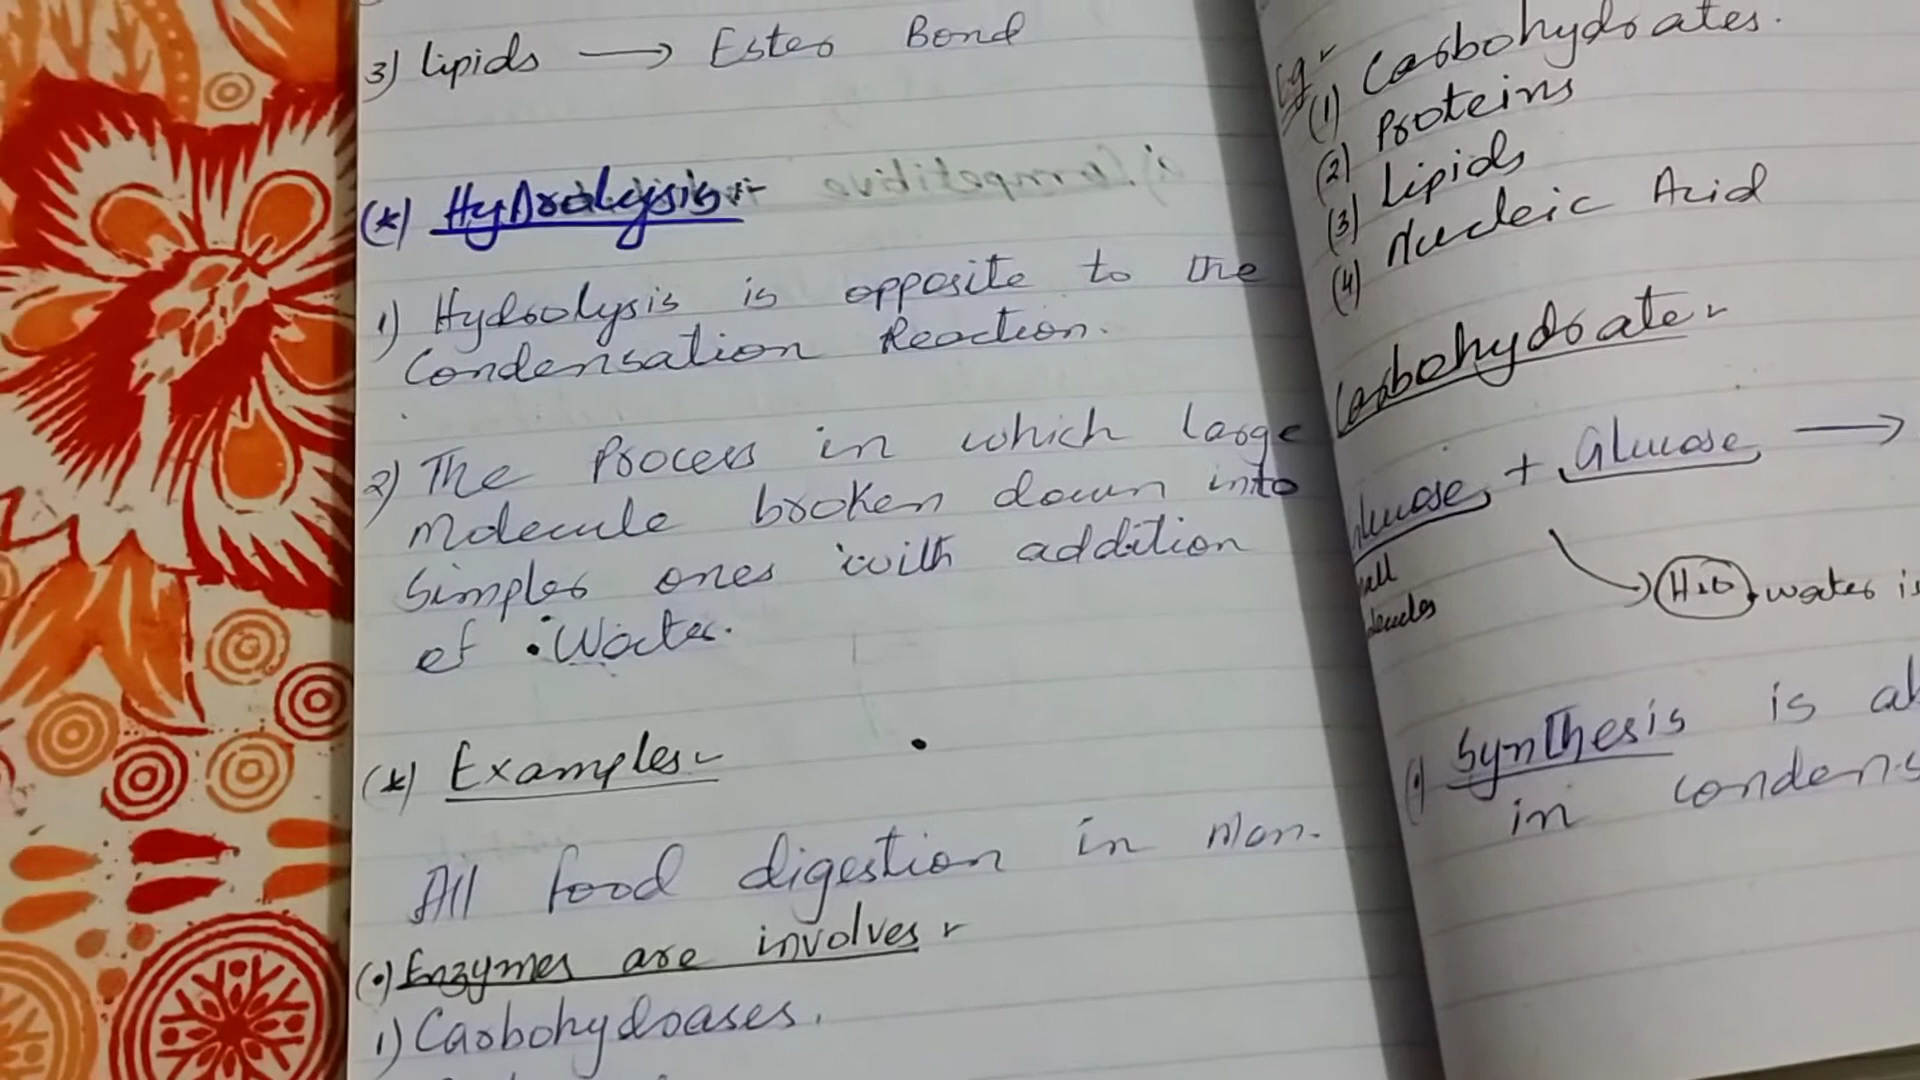 3) Lipids → Ester Bond
(*) Hydrolysis:-
1) Hydrolysis is opposite to the
Condensation Reaction.
2) The Process in which large
Molecule broken down into
Simpler ones with addition
of Water.
(*) Examples:-
All food digestion in Man.
(•) Enzymes are involves:-
1) Carbohydrases.
Eg:-
(1) Carbohydrates.
(2) Proteins
(3) Lipids
(4) Nucleic Acid
Carbohydrate:-
+ Glucose →
H2O water is
Synthesis is
in